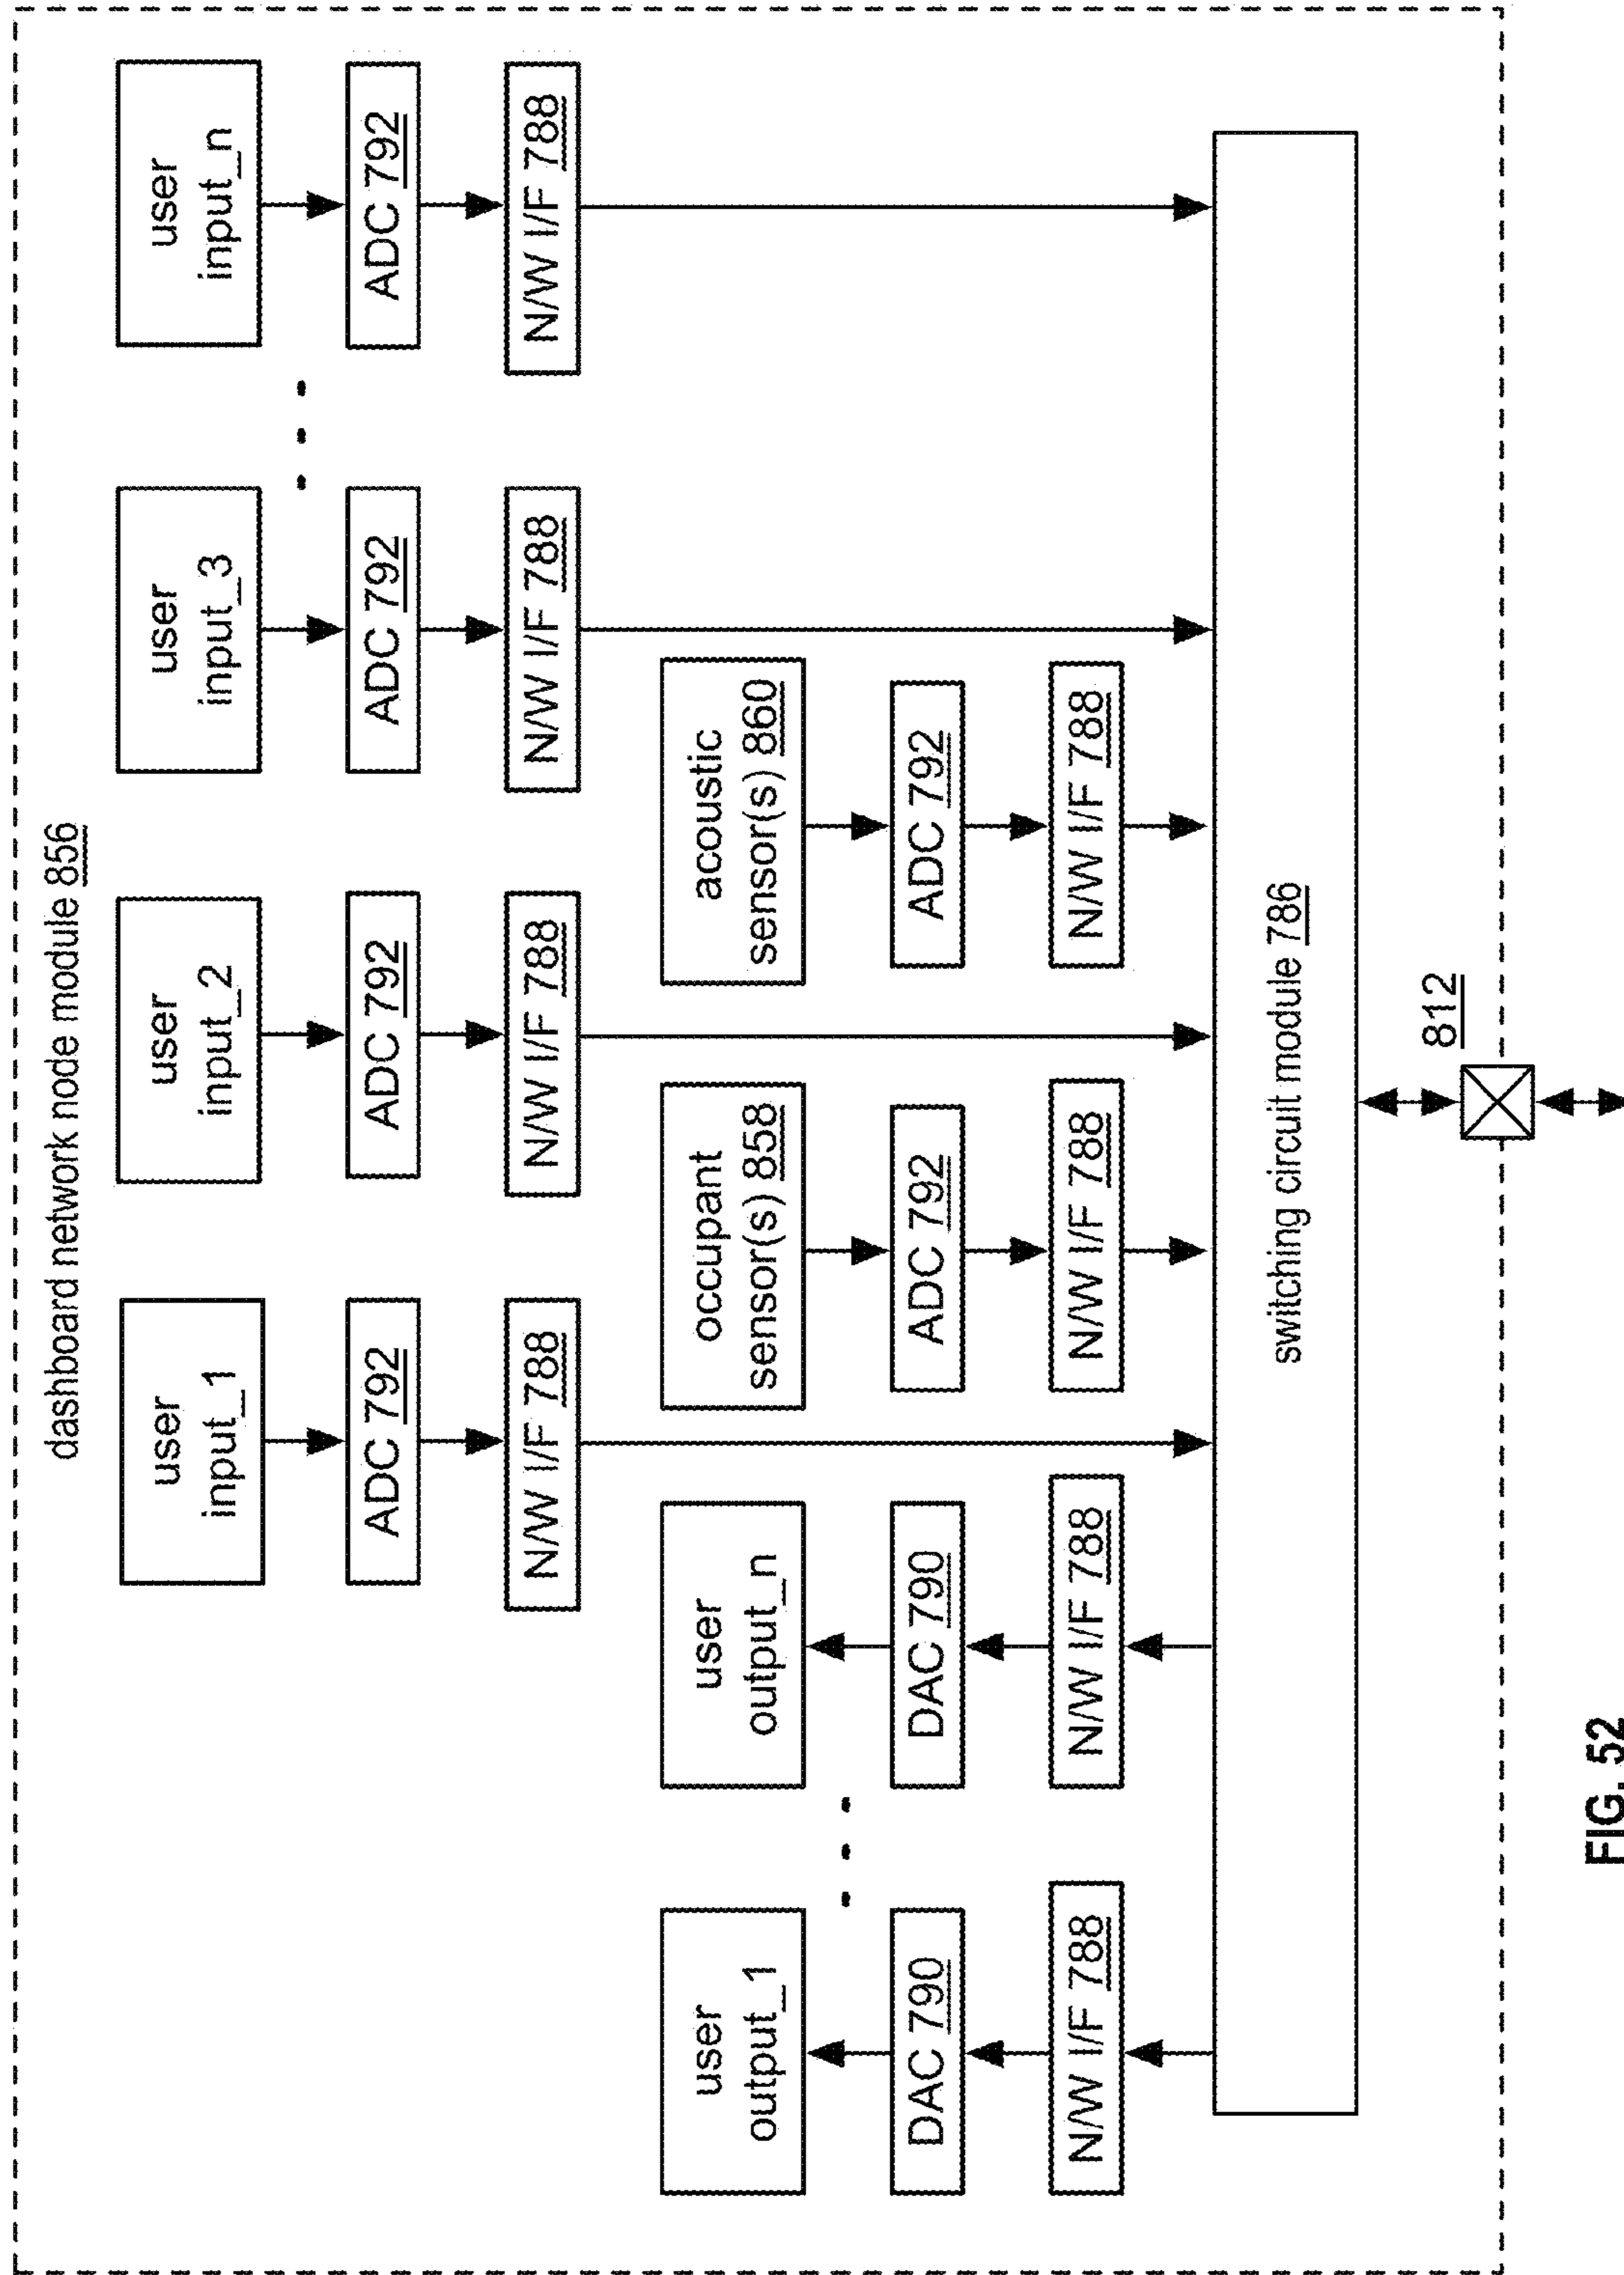 dashboard network node module 856
user
input_1
user
input_2
user
input_3
user
input_n
ADC 792
ADC 792
ADC 792
ADC 792
N/W I/F 788
N/W I/F 788
N/W I/F 788
N/W I/F 788
user
output_1
user
output_n
occupant
sensor(s) 858
acoustic
sensor(s) 860
DAC 790
DAC 790
ADC 792
ADC 792
N/W I/F 788
N/W I/F 788
N/W I/F 788
N/W I/F 788
switching circuit module 786
812
FIG. 52